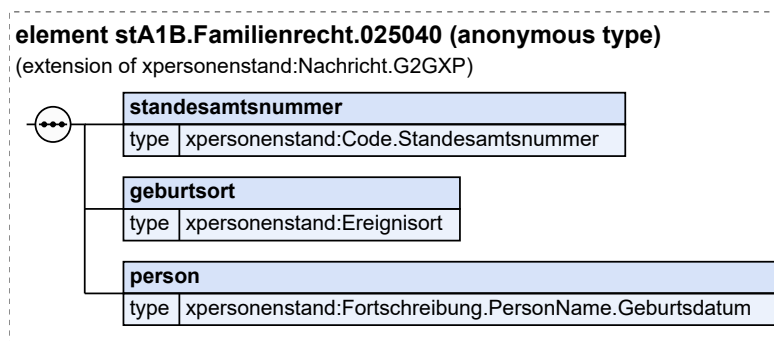 element stA1B.Familienrecht.025040 (anonymous type)
(extension of xpersonenstand:Nachricht.G2GXP)
standesamtsnummer
type xpersonenstand:Code.Standesamtsnummer
geburtsort
type xpersonenstand:Ereignisort
person
type xpersonenstand:Fortschreibung.PersonName.Geburtsdatum